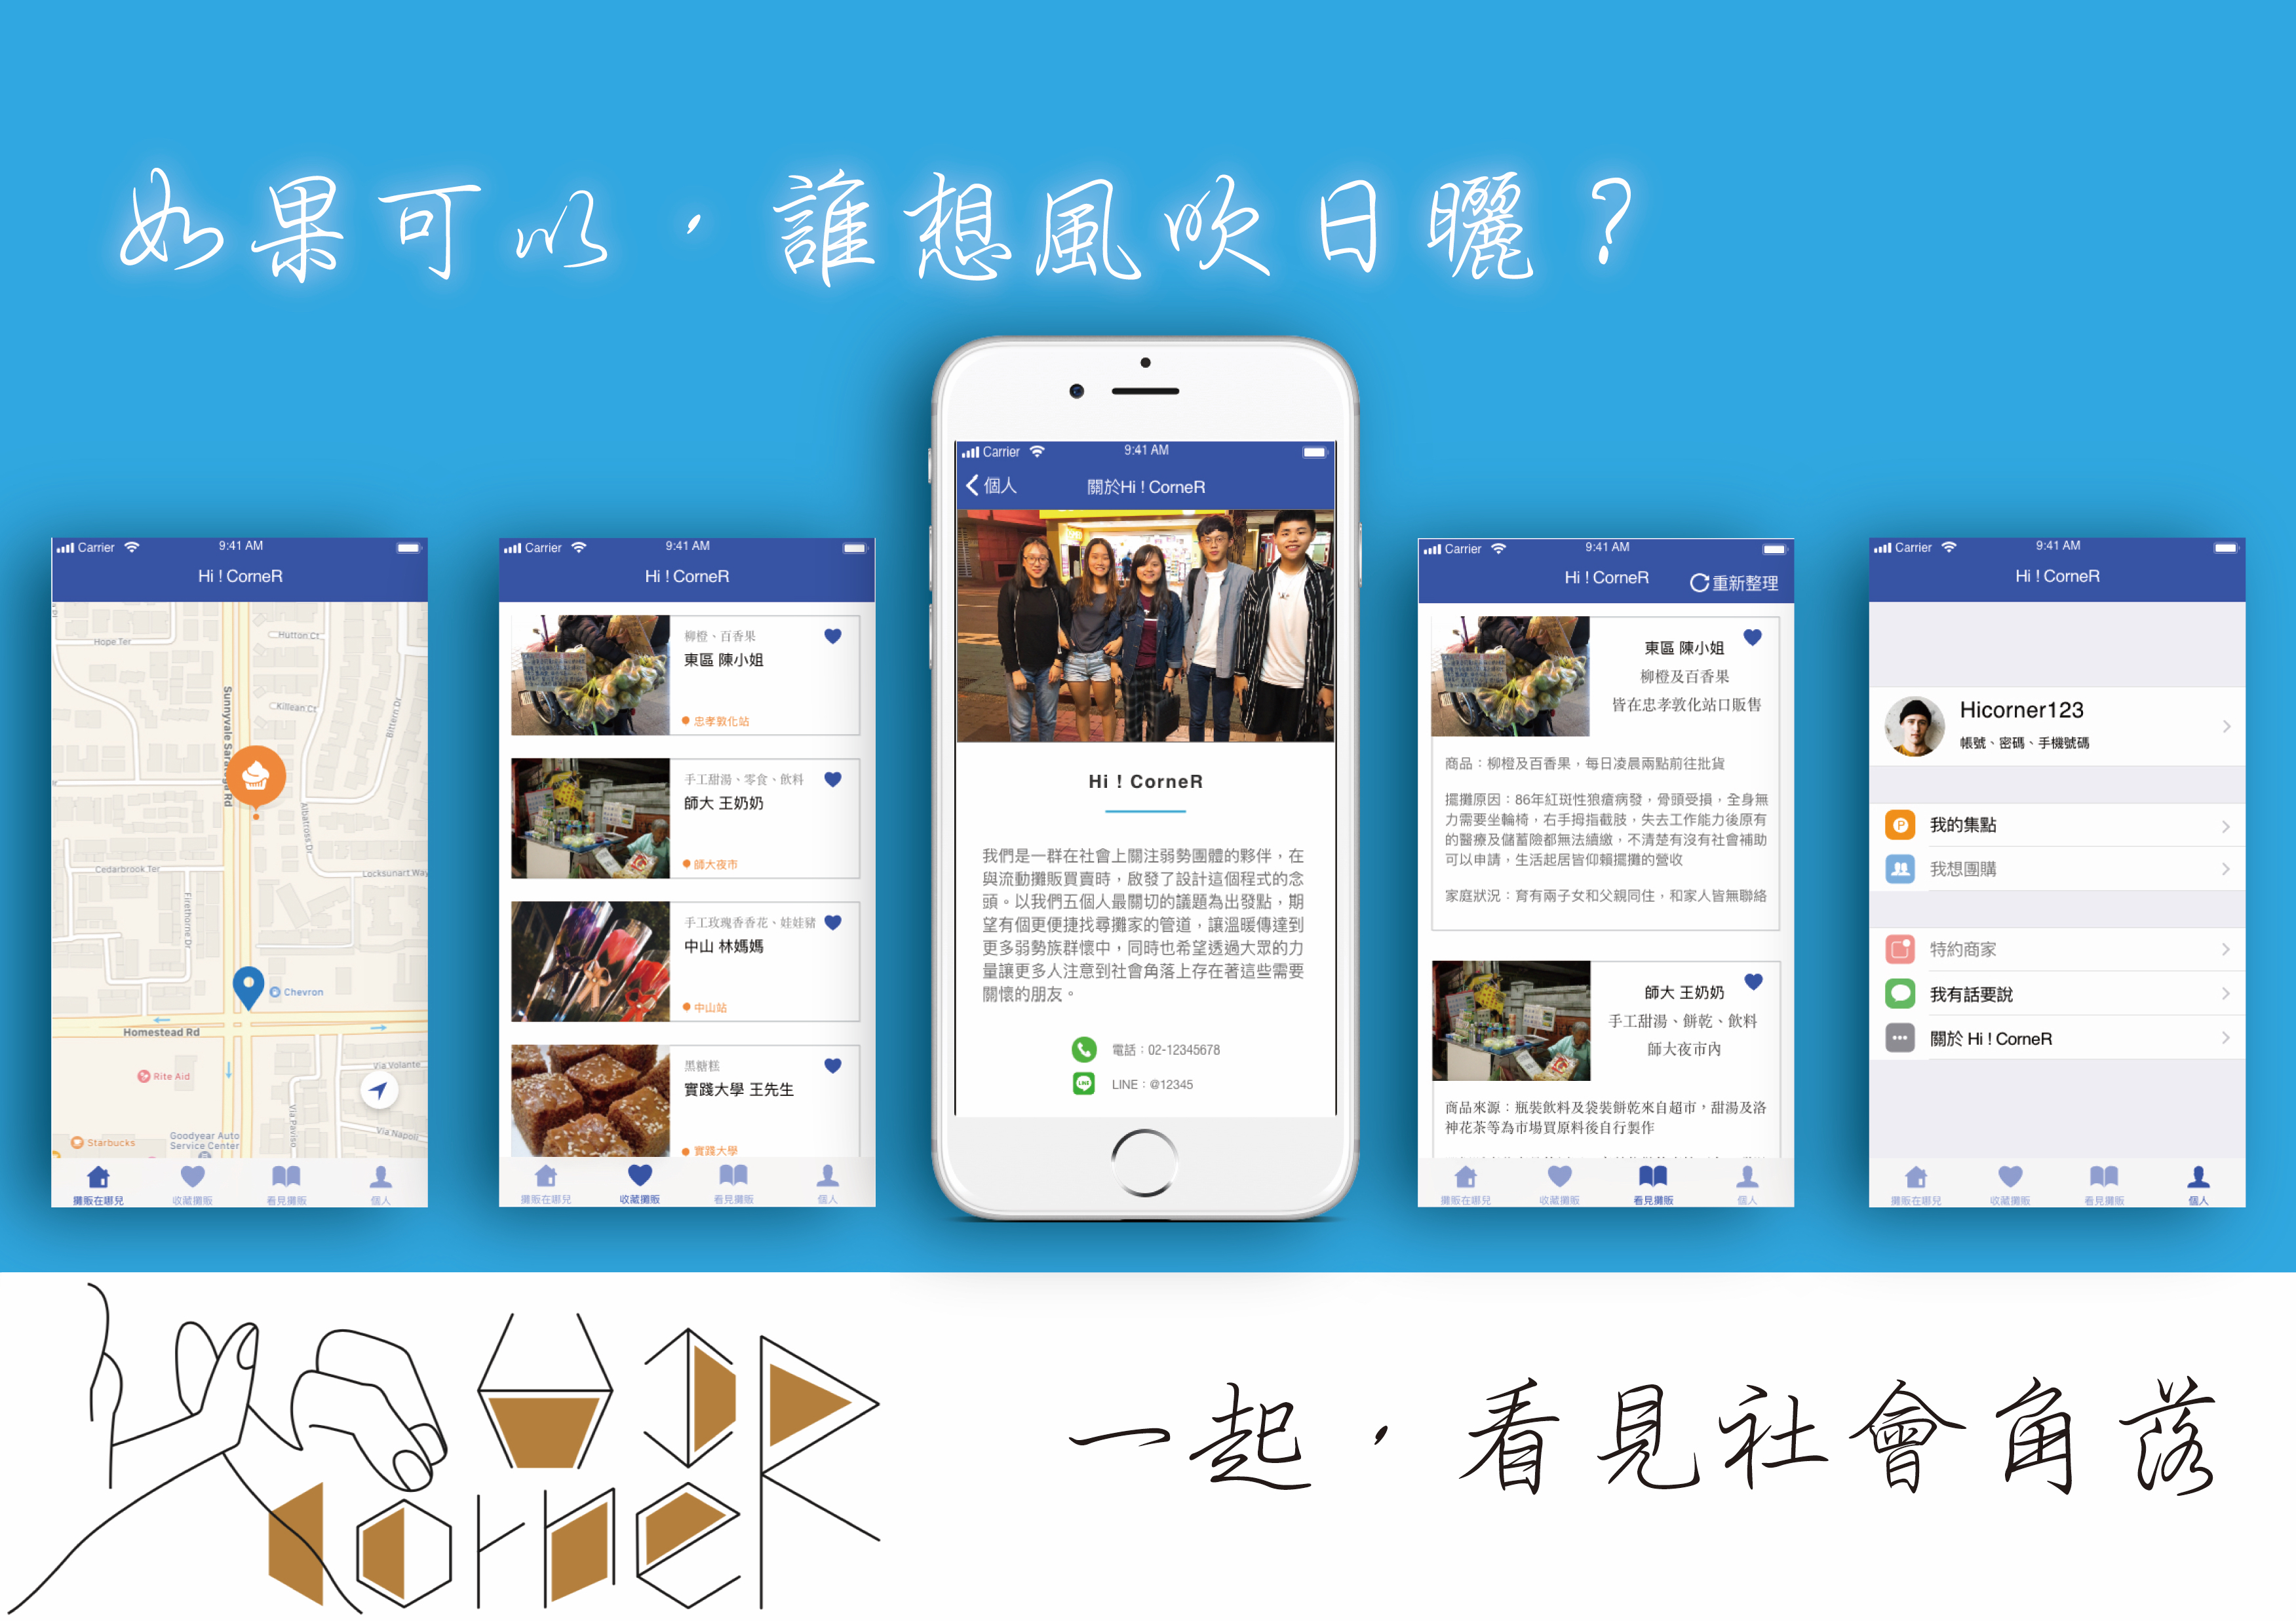 如果可以，誰想風吹日曬？
Carrier 9:41 AM
Hi ! CorneR
Hope Ter
Hutton Ct
Killean Ct
Bittern Dr
Sunnyvale Saratoga Rd
Albatross Dr
Cedarbrook Ter
Locksunart Way
Firethorne Dr
Chevron
Homestead Rd
Via Volante
Rite Aid
Via Paviso
Via Napoli
Starbucks
Goodyear Auto
Service Center
攤販在哪兒 收藏攤販 看見攤販 個人
Carrier 9:41 AM
Hi ! CorneR
柳橙、百香果
東區 陳小姐
忠孝敦化站
手工甜湯、零食、飲料
師大 王奶奶
師大夜市
手工玫瑰香香花、娃娃豬
中山 林媽媽
中山站
黑糖糕
實踐大學 王先生
實踐大學
攤販在哪兒 收藏攤販 看見攤販 個人
Carrier 9:41 AM
個人 關於Hi ! CorneR
Hi ! CorneR
我們是一群在社會上關注弱勢團體的夥伴，在
與流動攤販買賣時，啟發了設計這個程式的念
頭。以我們五個人最關切的議題為出發點，期
望有個更便捷找尋攤家的管道，讓溫暖傳達到
更多弱勢族群懷中，同時也希望透過大眾的力
量讓更多人注意到社會角落上存在著這些需要
關懷的朋友。
電話：02-12345678
LINE：@12345
Carrier 9:41 AM
Hi ! CorneR 重新整理
東區 陳小姐
柳橙及百香果
皆在忠孝敦化站口販售
商品：柳橙及百香果，每日凌晨兩點前往批貨
擺攤原因：86年紅斑性狼瘡病發，骨頭受損，全身無
力需要坐輪椅，右手拇指截肢，失去工作能力後原有
的醫療及儲蓄險都無法續繳，不清楚有沒有社會補助
可以申請，生活起居皆仰賴擺攤的營收
家庭狀況：育有兩子女和父親同住，和家人皆無聯絡
師大 王奶奶
手工甜湯、餅乾、飲料
師大夜市內
商品來源：瓶裝飲料及袋裝餅乾來自超市，甜湯及洛
神花茶等為市場買原料後自行製作
攤販在哪兒 收藏攤販 看見攤販 個人
Carrier 9:41 AM
Hi ! CorneR
Hicorner123
帳號、密碼、手機號碼
我的集點
我想團購
特約商家
我有話要說
關於 Hi ! CorneR
攤販在哪兒 收藏攤販 看見攤販 個人
Hi CorneR
一起，看見社會角落